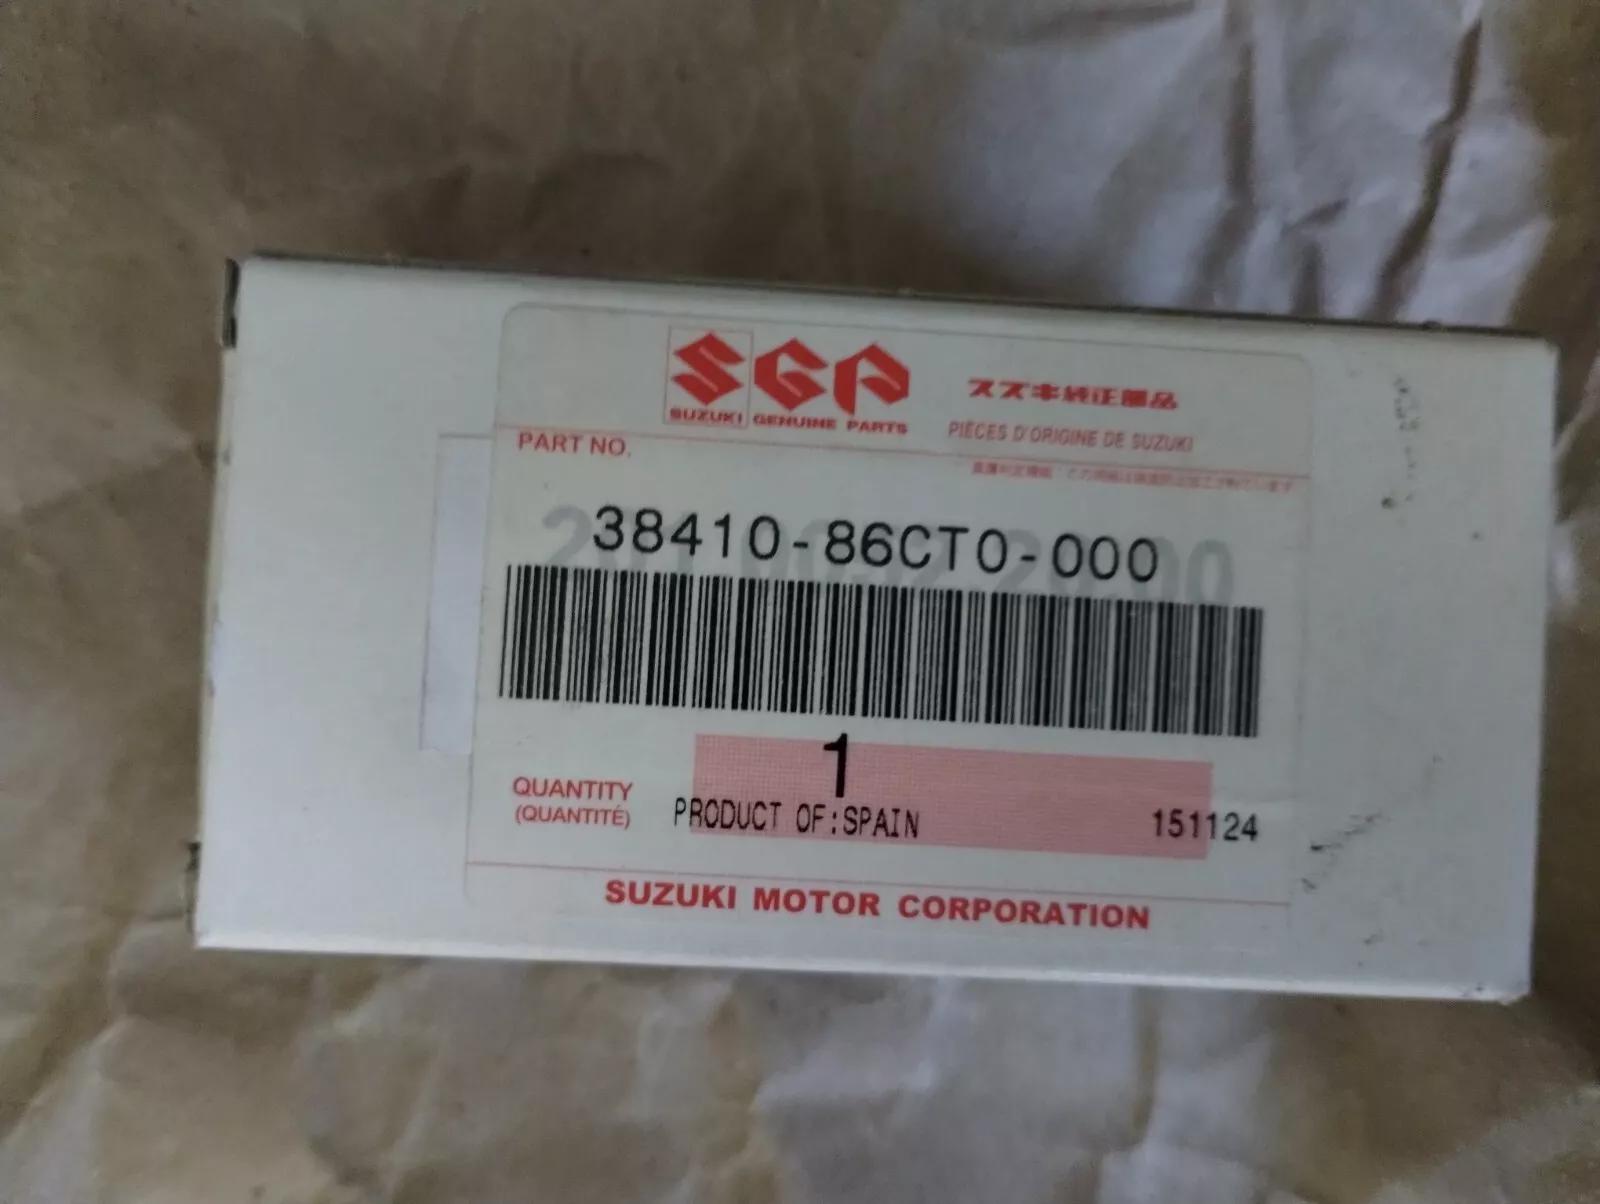 SGP
SUZUKI GENUINE PARTS
スズキ純正部品
PIÈCES D'ORIGINE DE SUZUKI
PART NO.
38410-86CT0-000
1
QUANTITY
(QUANTITÉ)
PRODUCT OF:SPAIN
151124
SUZUKI MOTOR CORPORATION